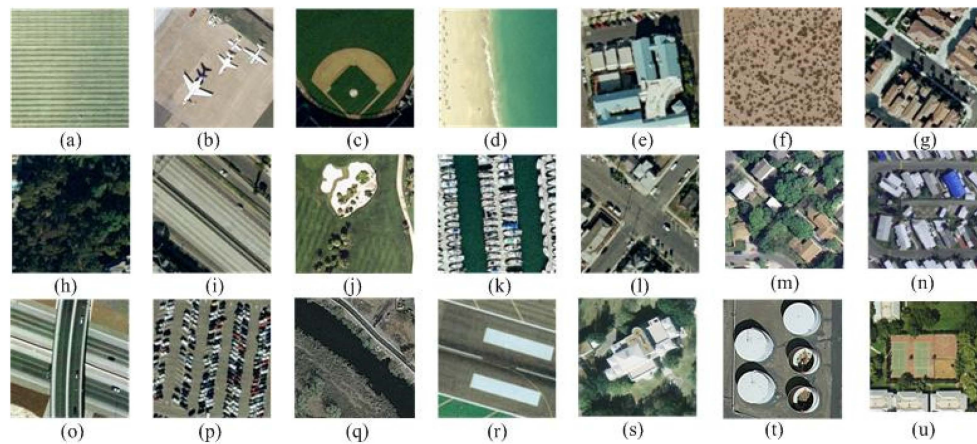 (a) (b) (c) (d) (e) (f) (g)
(h) (i) (j) (k) (l) (m) (n)
(o) (p) (q) (r) (s) (t) (u)